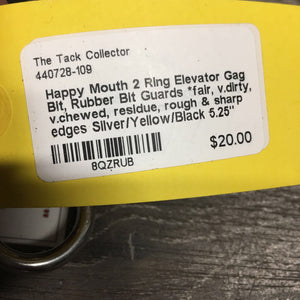 The Tack Collector
440728-109
Happy Mouth 2 Ring Elevator Gag
Bit, Rubber Bit Guards *fair, v.dirty,
v.chewed, residue, rough & sharp
edges Silver/Yellow/Black 5.25"
$20.00
8QZRUB